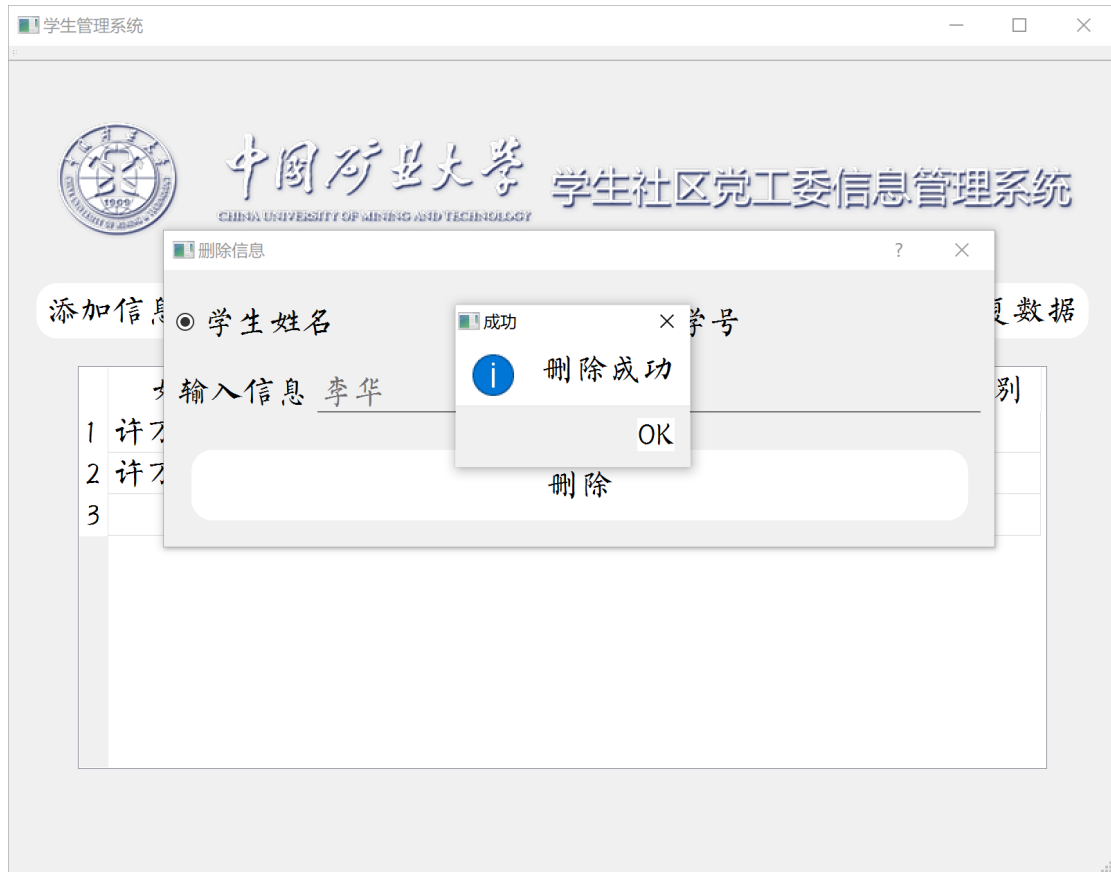 学生管理系统
1909
中国矿业大学
CHINA UNIVERSITY OF MINING AND TECHNOLOGY
学生社区党工委信息管理系统
删除信息
?
添加信息
学生姓名
成功
学号
复数据
输入信息 李华
删除成功
别
1 许
2 许
3
OK
删除